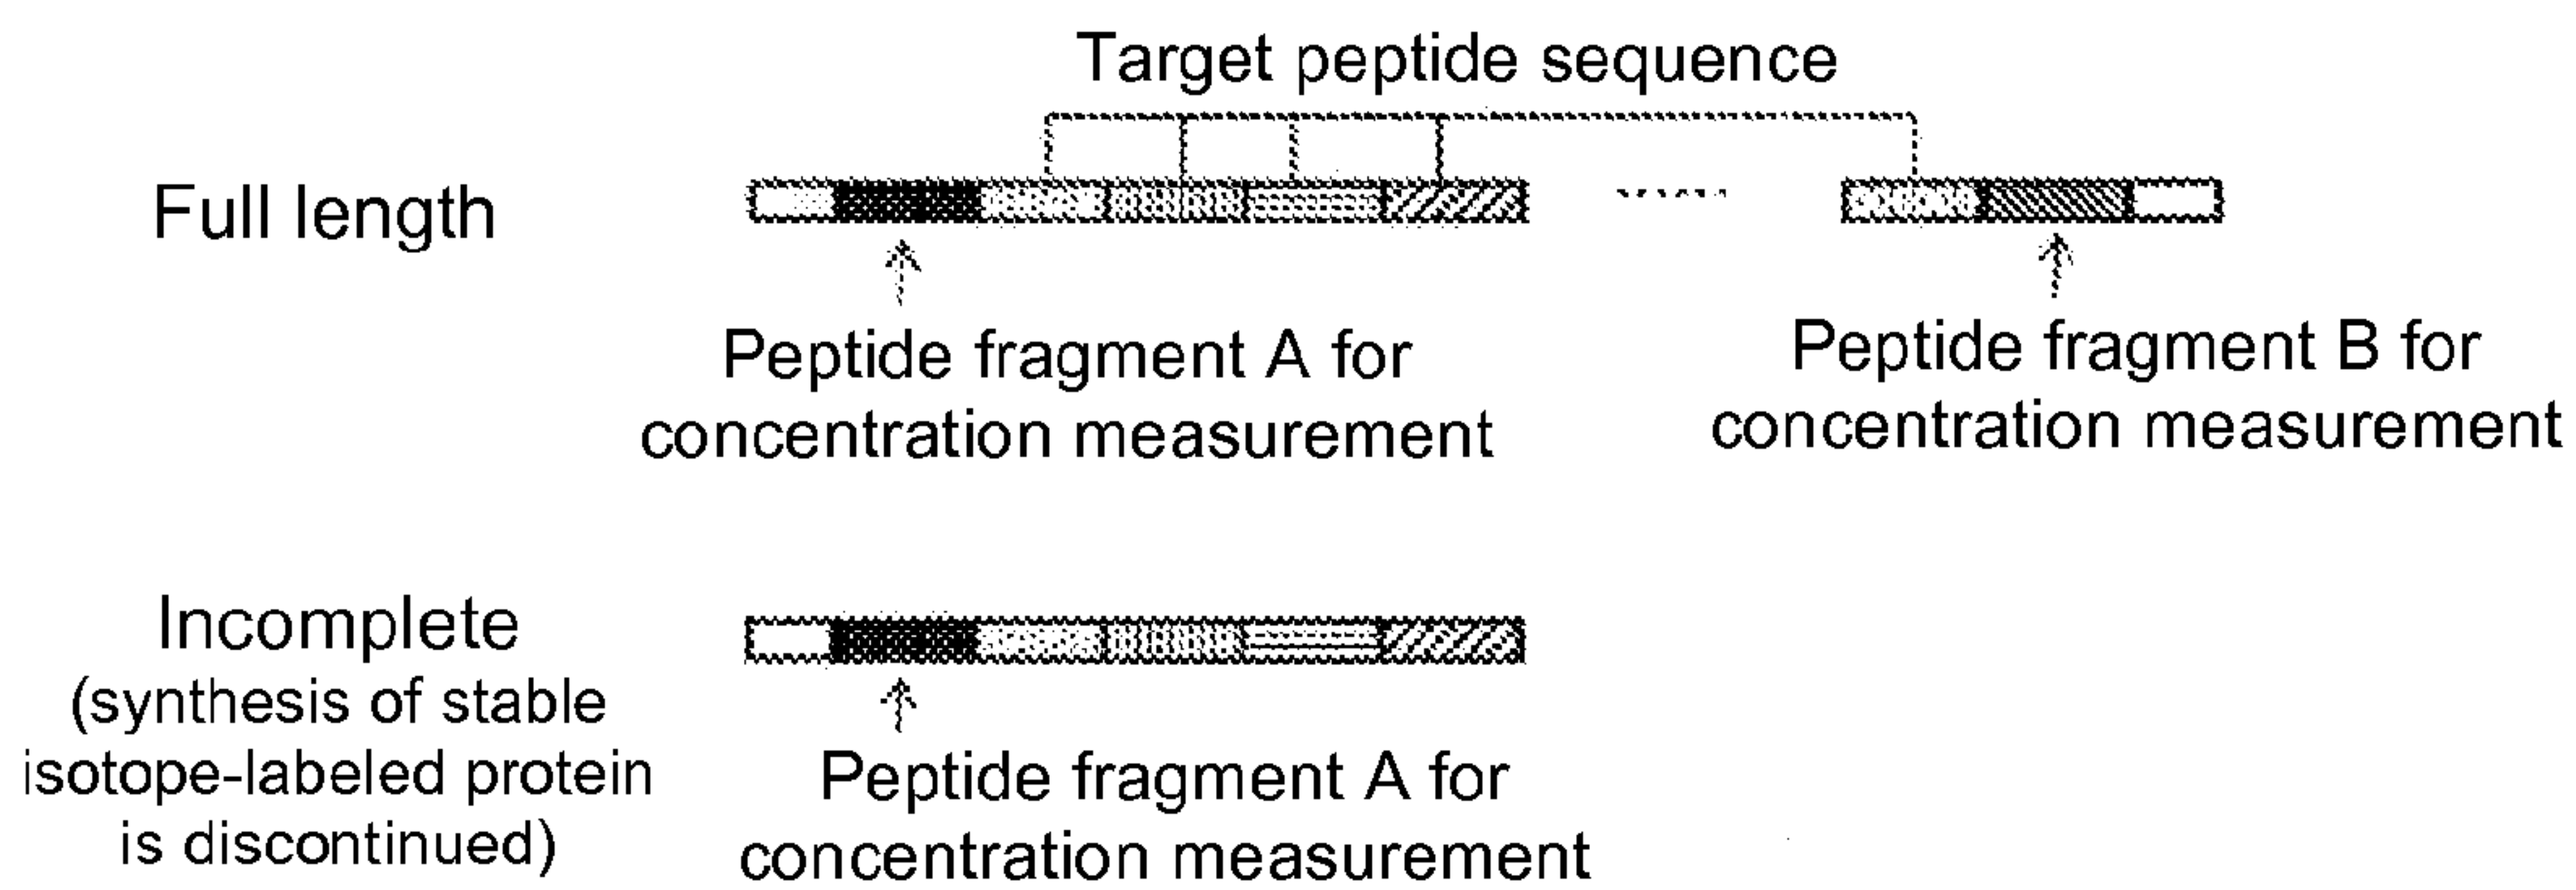 Target peptide sequence
Full length
Peptide fragment A for
concentration measurement
Peptide fragment B for
concentration measurement
Incomplete
(synthesis of stable
isotope-labeled protein
is discontinued)
Peptide fragment A for
concentration measurement